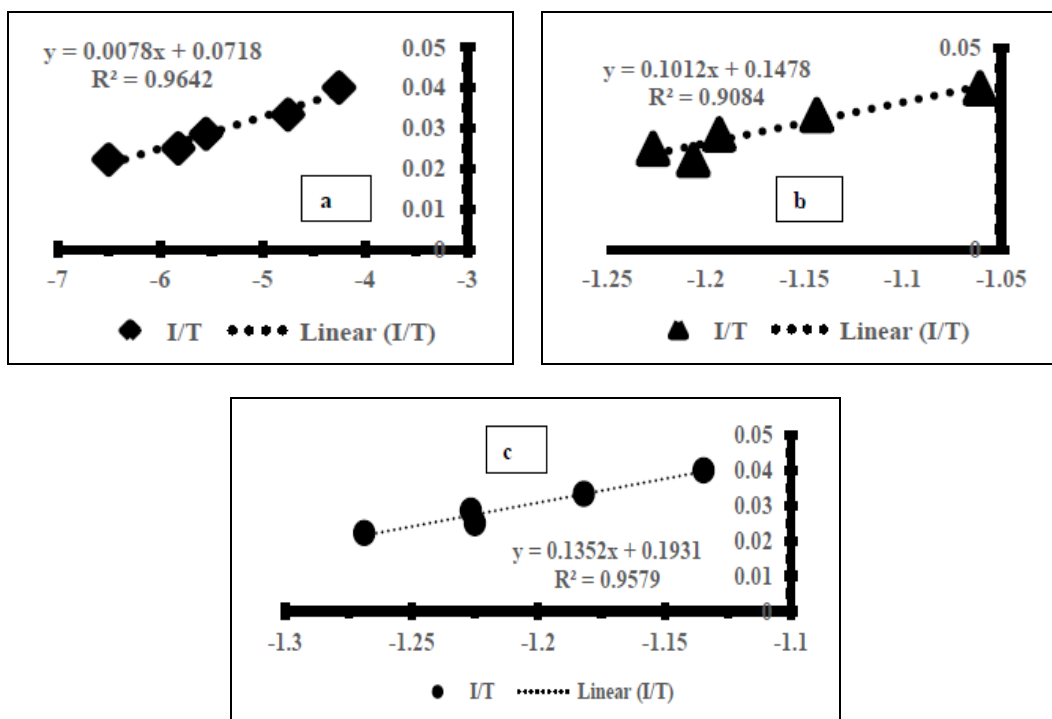 y = 0.0078x + 0.0718
R² = 0.9642
0.05
0.04
0.03
0.02
0.01
0
a
-7 -6 -5 -4 -3
I/T Linear (I/T)
y = 0.1012x + 0.1478
R² = 0.9084
0.05
0
b
-1.25 -1.2 -1.15 -1.1 -1.05
I/T Linear (I/T)
c
0.05
0.04
0.03
0.02
0.01
0
y = 0.1352x + 0.1931
R² = 0.9579
-1.3 -1.25 -1.2 -1.15 -1.1
I/T Linear (I/T)